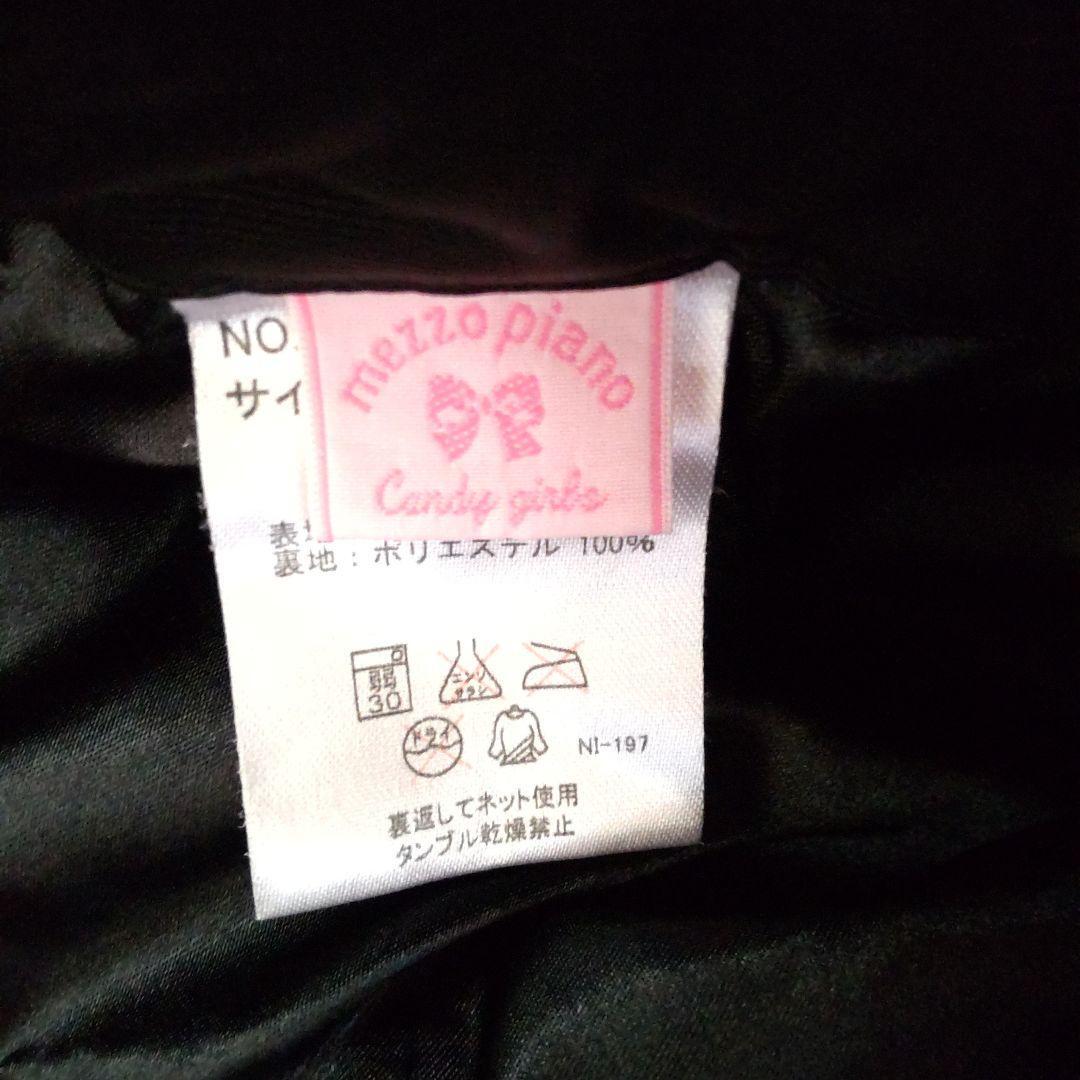 NO.
サイ
mezzo piano
Candy girls
表地
裏地：ポリエステル 100%
弱
30
エンソ
サラシ
ドライ
NI-197
裏返してネット使用
タンブル乾燥禁止